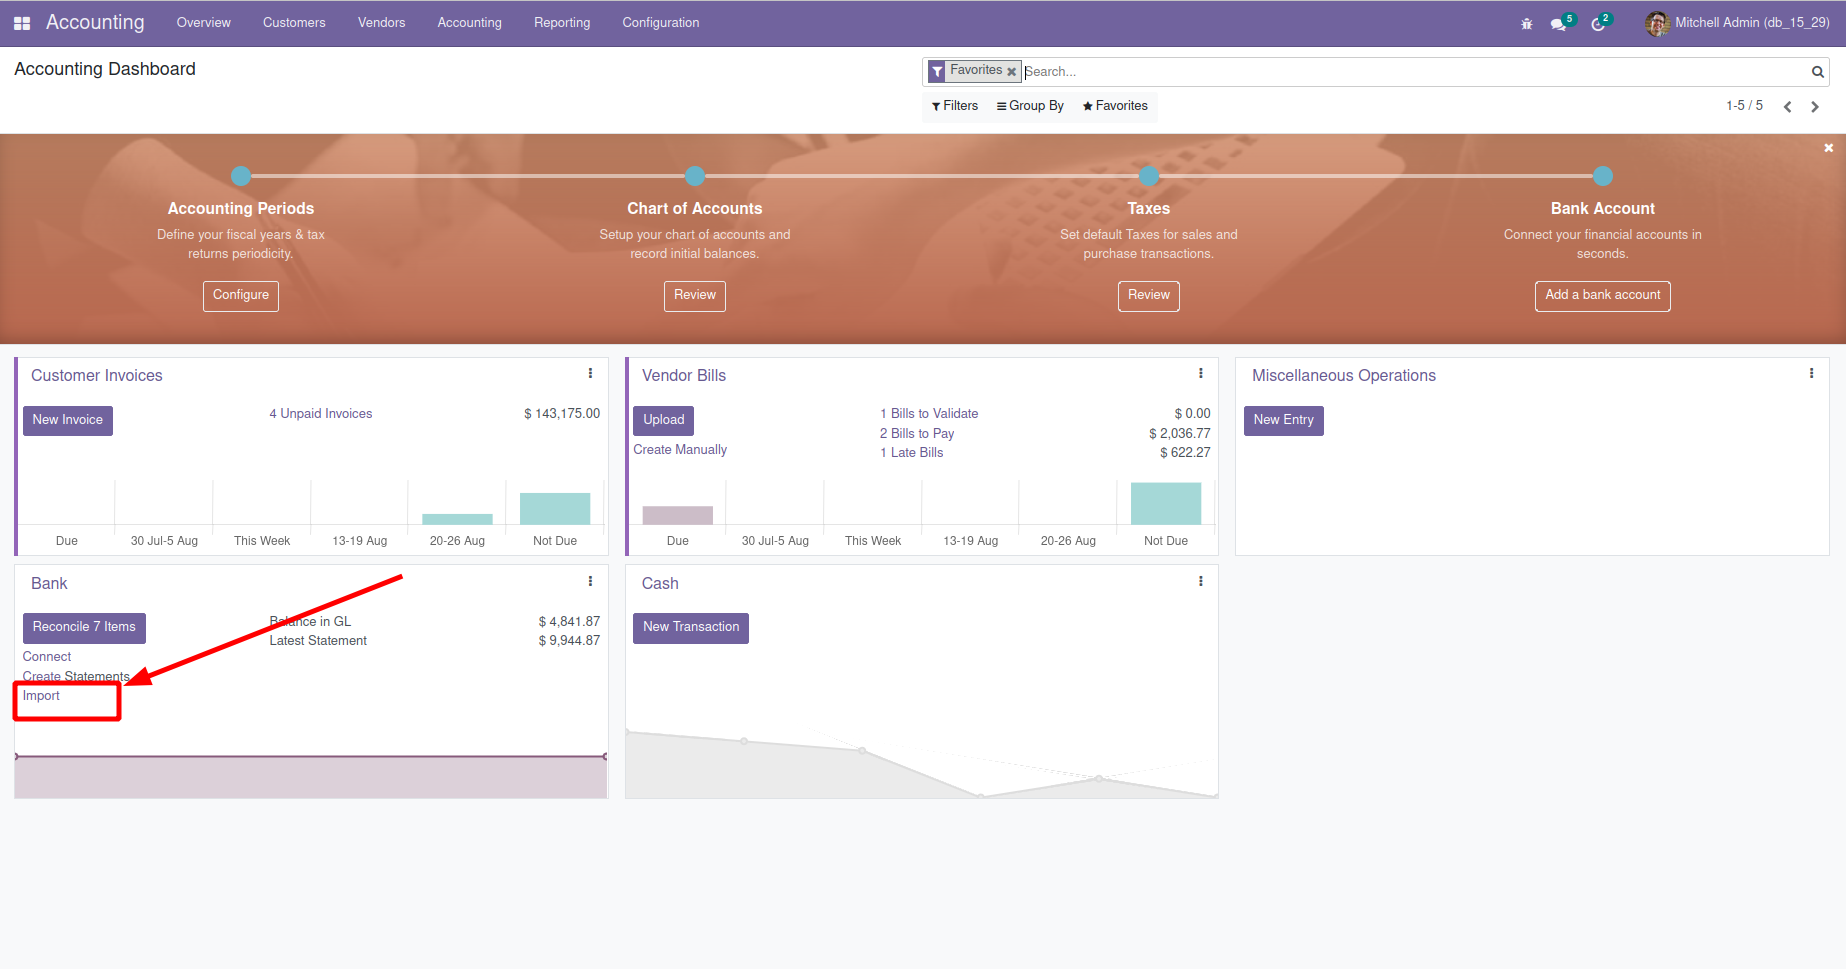 Accounting Overview Customers Vendors Accounting Reporting Configuration 5 2 Mitchell Admin (db_15_29)
Accounting Dashboard
Favorites Search...
Filters Group By Favorites 1-5 / 5
Accounting Periods
Define your fiscal years & tax
returns periodicity.
Configure
Chart of Accounts
Setup your chart of accounts and
record initial balances.
Review
Taxes
Set default Taxes for sales and
purchase transactions.
Review
Bank Account
Connect your financial accounts in
seconds.
Add a bank account
Customer Invoices
New Invoice 4 Unpaid Invoices $ 143,175.00
Due 30 Jul-5 Aug This Week 13-19 Aug 20-26 Aug Not Due
Vendor Bills
Upload 1 Bills to Validate $ 0.00
2 Bills to Pay $ 2,036.77
Create Manually 1 Late Bills $ 622.27
Due 30 Jul-5 Aug This Week 13-19 Aug 20-26 Aug Not Due
Miscellaneous Operations
New Entry
Bank
Reconcile 7 Items Balance in GL $ 4,841.87
Latest Statement $ 9,944.87
Connect
Create Statements
Import
Cash
New Transaction